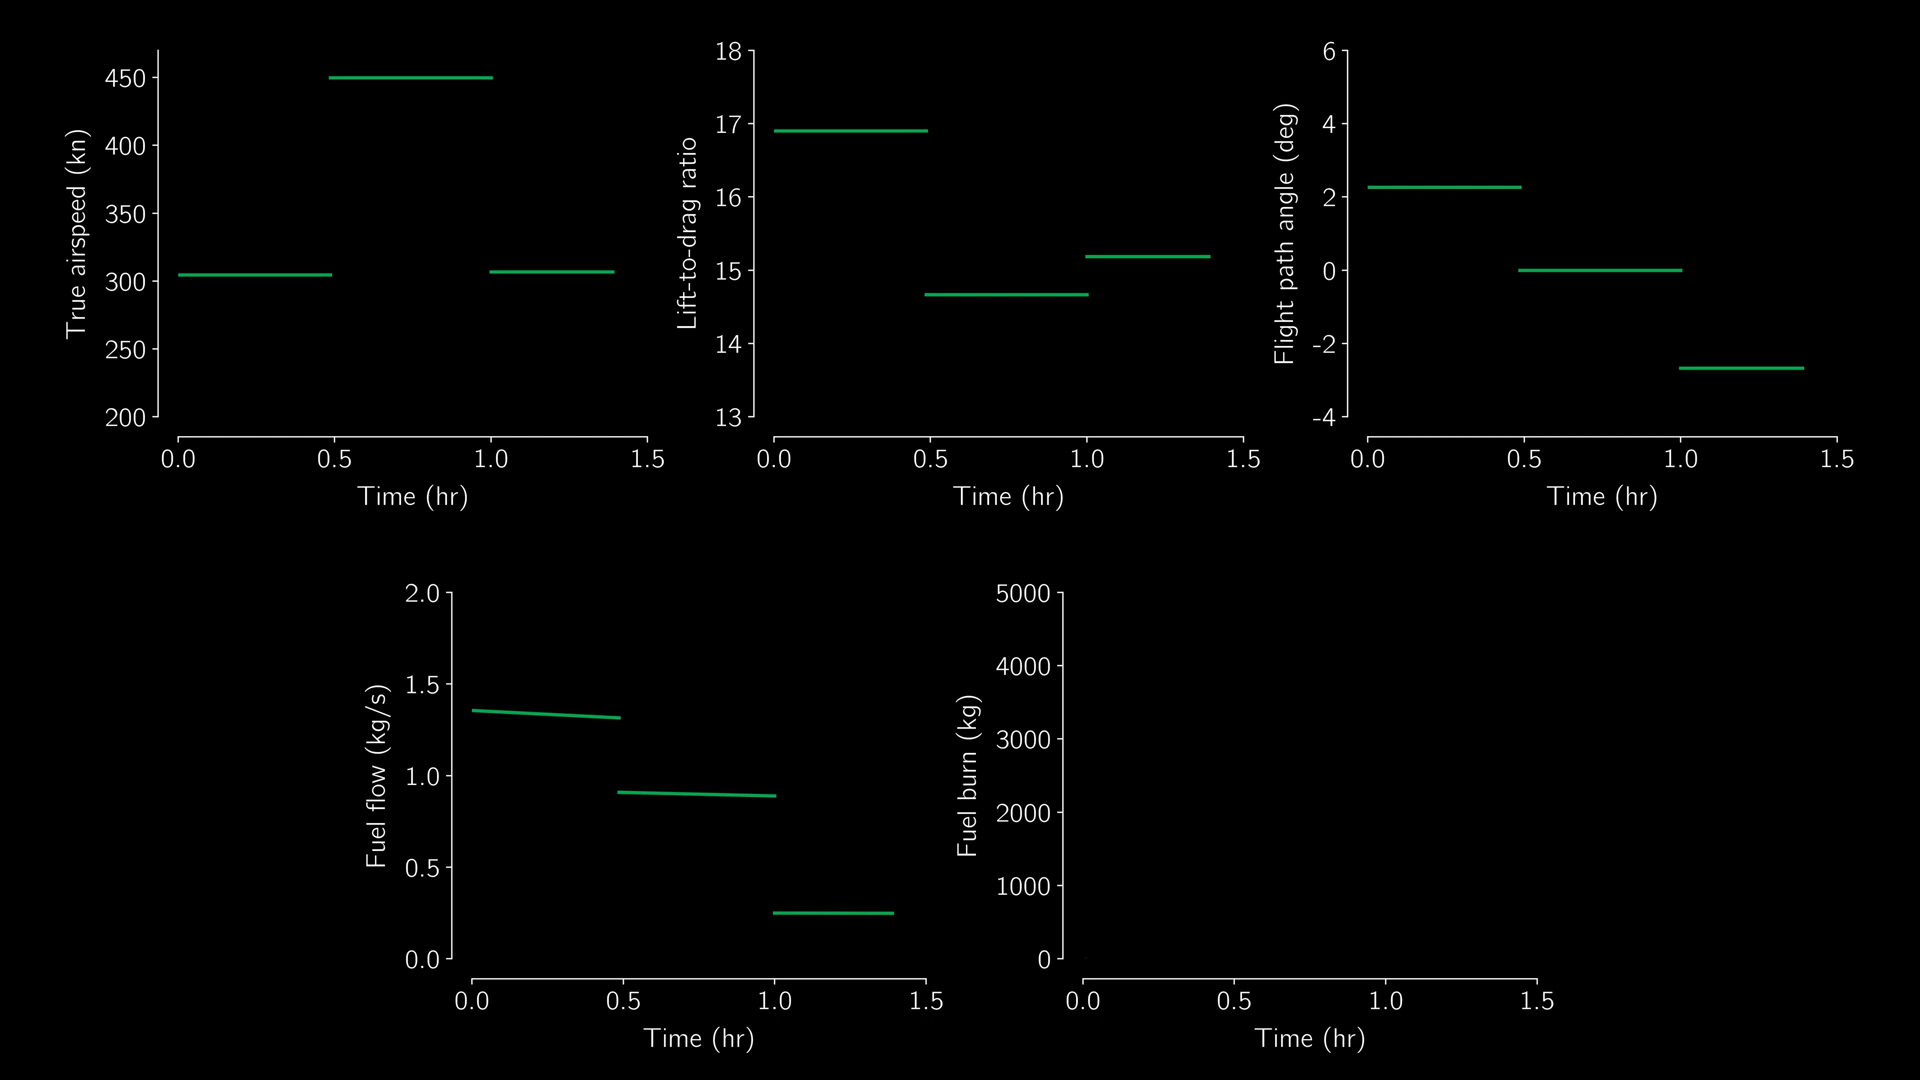 True airspeed (kn)
450
400
350
300
250
200
0.0 0.5 1.0 1.5
Time (hr)
Lift-to-drag ratio
18
17
16
15
14
13
0.0 0.5 1.0 1.5
Time (hr)
Flight path angle (deg)
6
4
2
0
-2
-4
0.0 0.5 1.0 1.5
Time (hr)
Fuel flow (kg/s)
2.0
1.5
1.0
0.5
0.0
0.0 0.5 1.0 1.5
Time (hr)
Fuel burn (kg)
5000
4000
3000
2000
1000
0
0.0 0.5 1.0 1.5
Time (hr)